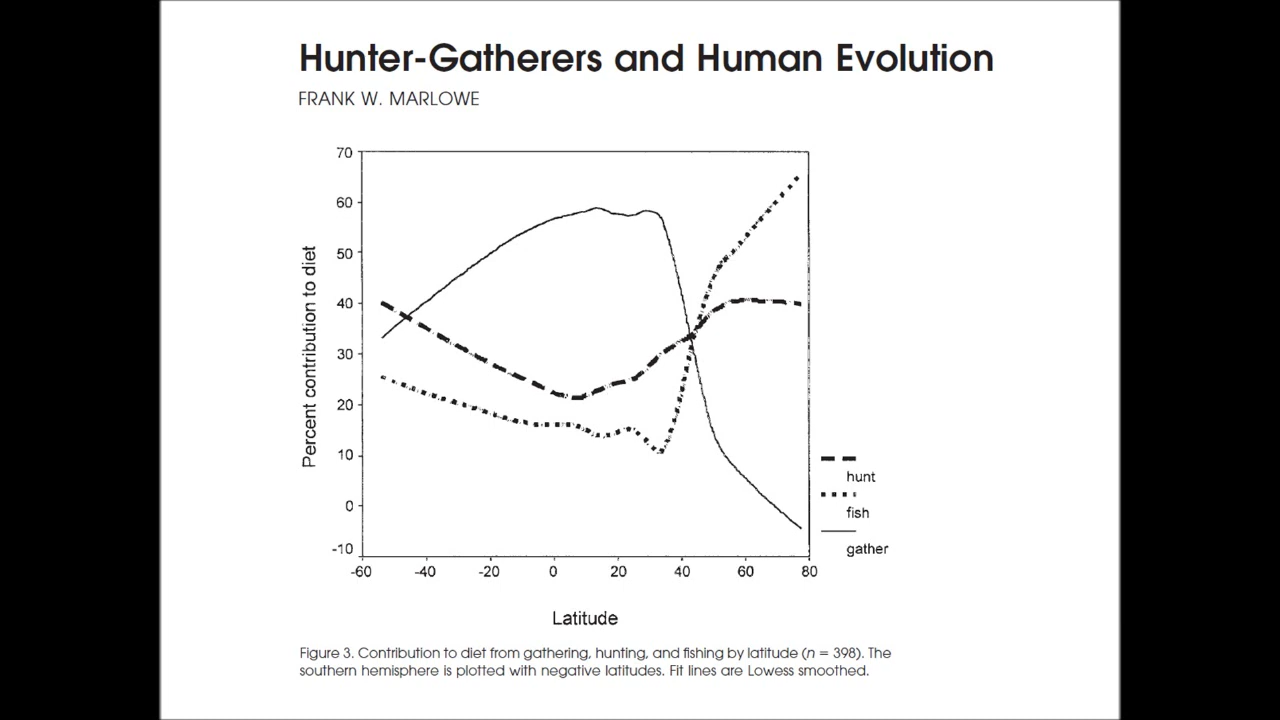 Hunter-Gatherers and Human Evolution
FRANK W. MARLOWE
Percent contribution to diet
70
60
50
40
30
20
10
0
-10
-60 -40 -20 0 20 40 60 80
Latitude
hunt
fish
gather
Figure 3. Contribution to diet from gathering, hunting, and fishing by latitude (n = 398). The
southern hemisphere is plotted with negative latitudes. Fit lines are Lowess smoothed.